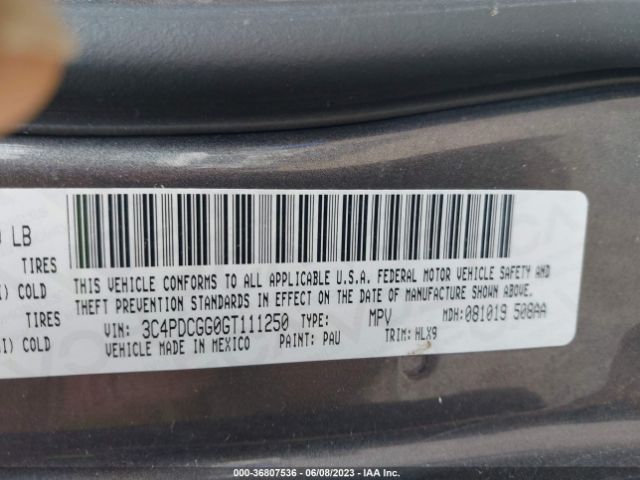 LB
TIRES
COLD
TIRES
COLD
THIS VEHICLE CONFORMS TO ALL APPLICABLE U.S.A. FEDERAL MOTOR VEHICLE SAFETY AND
THEFT PREVENTION STANDARDS IN EFFECT ON THE DATE OF MANUFACTURE SHOWN ABOVE.
VIN: 3C4PDCGG0GT111250 TYPE: MPV MDH:081019 508AA
VEHICLE MADE IN MEXICO PAINT: PAU TRIM: HLX9
000-36807536 - 06/08/2023 - IAA Inc.